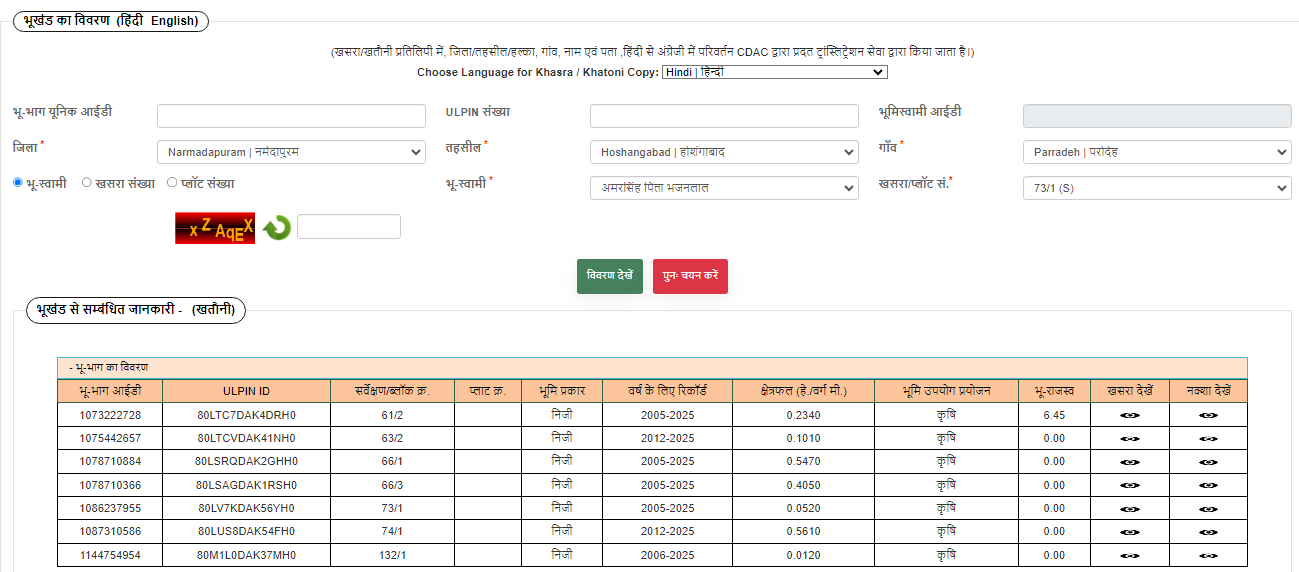 भूखंड का विवरण (हिंदी English)
(खसरा/खतौनी प्रतिलिपी में, जिला/तहसील/हल्का, गांव, नाम एवं पता ,हिंदी से अंग्रेजी में परिवर्तन CDAC द्वारा प्रदत ट्रांस्लिट्रेशन सेवा द्वारा किया जाता है।)
Choose Language for Khasra / Khatoni Copy: Hindi | हिन्दी
भू-भाग यूनिक आईडी ULPIN संख्या भूमिस्वामी आईडी
जिला * Narmadapuram | नर्मदापुरम तहसील * Hoshangabad | होशंगाबाद गाँव * Parradeh | परदिह
भू-स्वामी खसरा संख्या प्लॉट संख्या भू-स्वामी * अमरसिंह पिता भजनलाल खसरा/प्लॉट सं.* 73/1 (S)
x Z AqEX
विवरण देखें पुनः चयन करें
भूखंड से सम्बंधित जानकारी - (खतौनी)
- भू-भाग का विवरण
भू-भाग आईडी ULPIN ID सर्वेक्षण/ब्लॉक क्र. प्लाट क्र. भूमि प्रकार वर्ष के लिए रिकॉर्ड क्षेत्रफल (हे./वर्ग मी.) भूमि उपयोग प्रयोजन भू-राजस्व खसरा देखें नक्शा देखें
1073222728 80LTC7DAK4DRH0 61/2 निजी 2005-2025 0.2340 कृषि 6.45
1075442657 80LTCVDAK41NH0 63/2 निजी 2012-2025 0.1010 कृषि 0.00
1078710884 80LSRQDAK2GHH0 66/1 निजी 2005-2025 0.5470 कृषि 0.00
1078710366 80LSAGDAK1RSH0 66/3 निजी 2005-2025 0.4050 कृषि 0.00
1086237955 80LV7KDAK56YH0 73/1 निजी 2005-2025 0.0520 कृषि 0.00
1087310586 80LUS8DAK54FH0 74/1 निजी 2012-2025 0.5610 कृषि 0.00
1144754954 80M1L0DAK37MH0 132/1 निजी 2006-2025 0.0120 कृषि 0.00